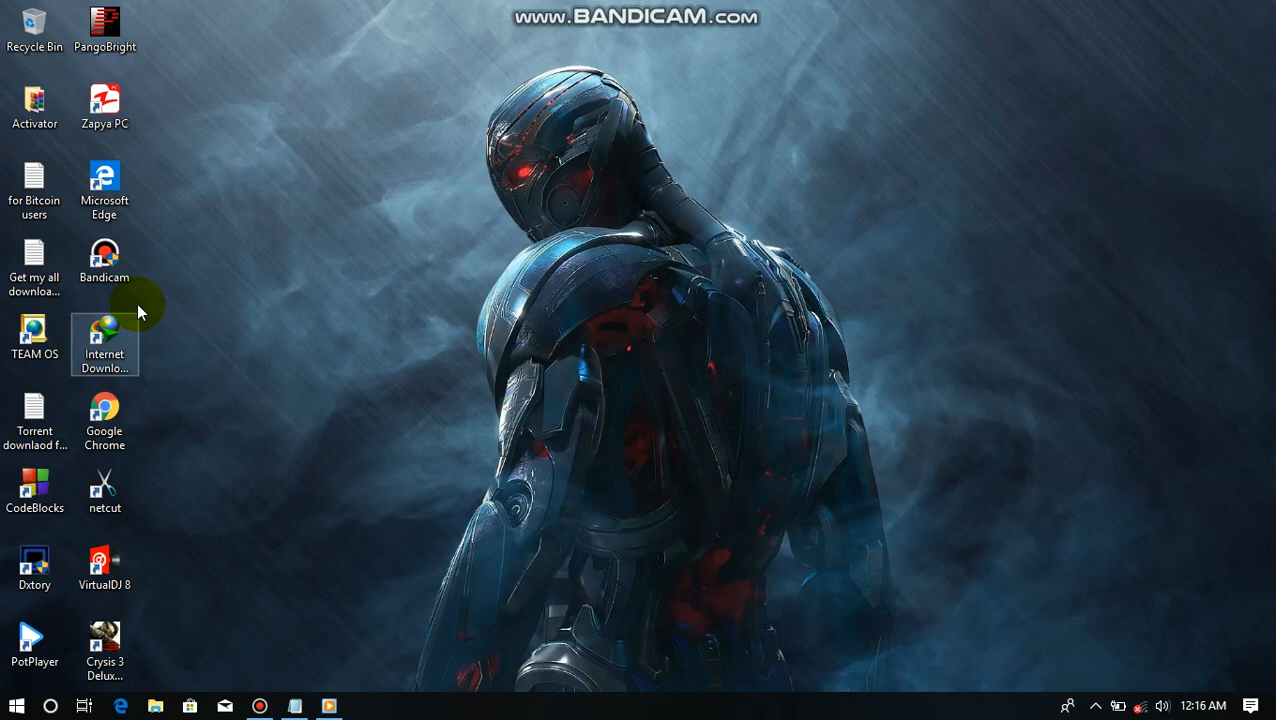 www.BANDICAM.com
Recycle Bin
PangoBright
Activator
Zapya PC
for Bitcoin
users
Microsoft
Edge
Get my all
downloa...
Bandicam
TEAM OS
Internet
Downlo...
Torrent
downlaod f...
Google
Chrome
CodeBlocks
netcut
Dxtory
VirtualDJ 8
PotPlayer
Crysis 3
Delux...
12:16 AM